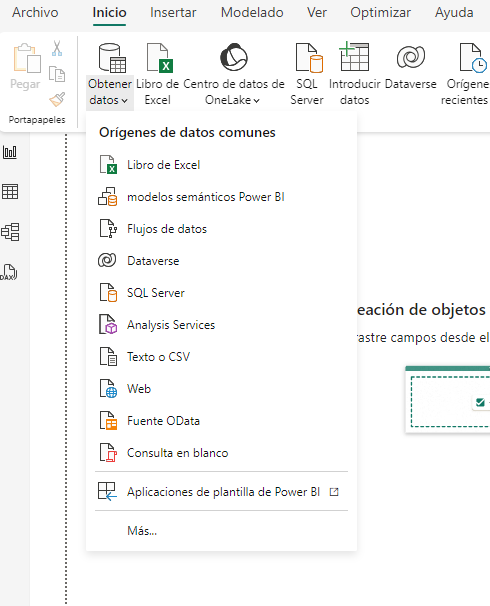 Archivo Inicio Insertar Modelado Ver Optimizar Ayuda
Pegar
Obtener datos
Libro de Excel
Centro de datos de OneLake
SQL Server
Introducir datos
Dataverse
Orígene
recientes
Portapapeles
Orígenes de datos comunes
Libro de Excel
modelos semánticos Power BI
Flujos de datos
Dataverse
SQL Server
Analysis Services
Texto o CSV
Web
Fuente OData
Consulta en blanco
Aplicaciones de plantilla de Power BI
Más...
DAX
eación de objetos
rastre campos desde el